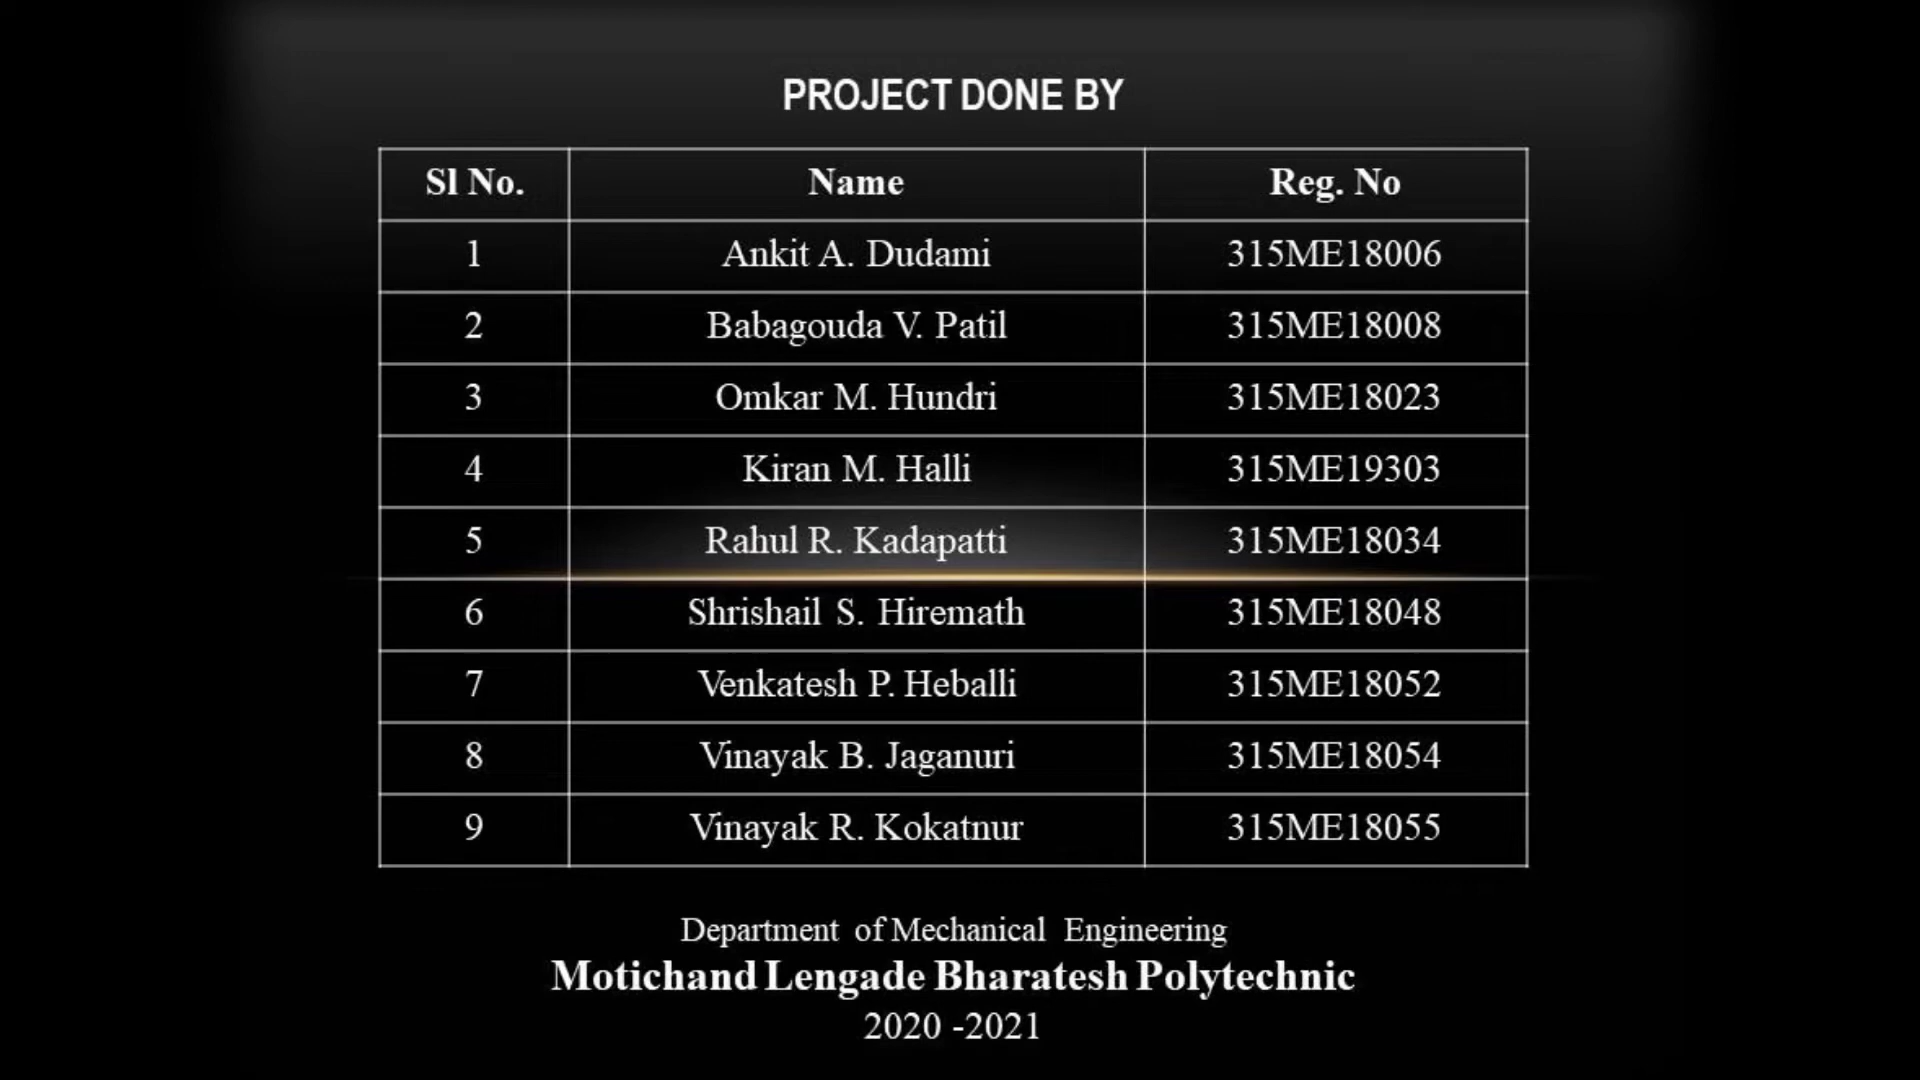 PROJECT DONE BY
Sl No. Name Reg. No
1 Ankit A. Dudami 315ME18006
2 Babagouda V. Patil 315ME18008
3 Omkar M. Hundri 315ME18023
4 Kiran M. Halli 315ME19303
5 Rahul R. Kadapatti 315ME18034
6 Shrishail S. Hiremath 315ME18048
7 Venkatesh P. Heballi 315ME18052
8 Vinayak B. Jaganuri 315ME18054
9 Vinayak R. Kokatnur 315ME18055
Department of Mechanical Engineering
Motichand Lengade Bharatesh Polytechnic
2020 -2021